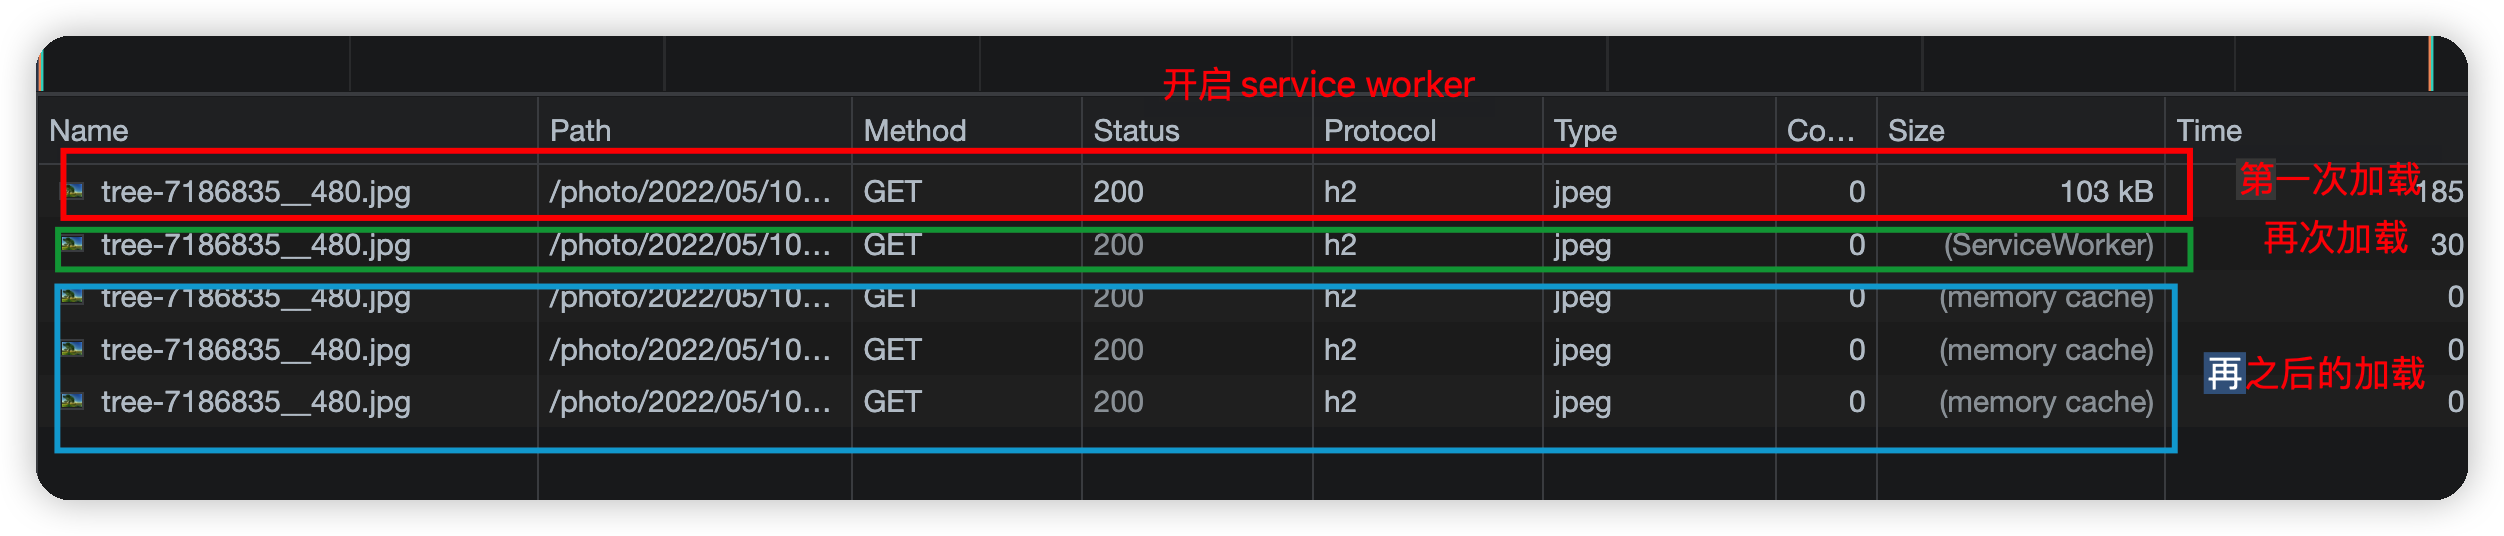 开启 service worker
Name Path Method Status Protocol Type Co... Size Time
tree-7186835__480.jpg /photo/2022/05/10... GET 200 h2 jpeg 0 103 kB 第一次加载 185
tree-7186835__480.jpg /photo/2022/05/10... GET 200 h2 jpeg 0 (ServiceWorker) 再次加载 30
tree-7186835__480.jpg /photo/2022/05/10... GET 200 h2 jpeg 0 (memory cache) 0
tree-7186835__480.jpg /photo/2022/05/10... GET 200 h2 jpeg 0 (memory cache) 0
再之后的加载
tree-7186835__480.jpg /photo/2022/05/10... GET 200 h2 jpeg 0 (memory cache) 0